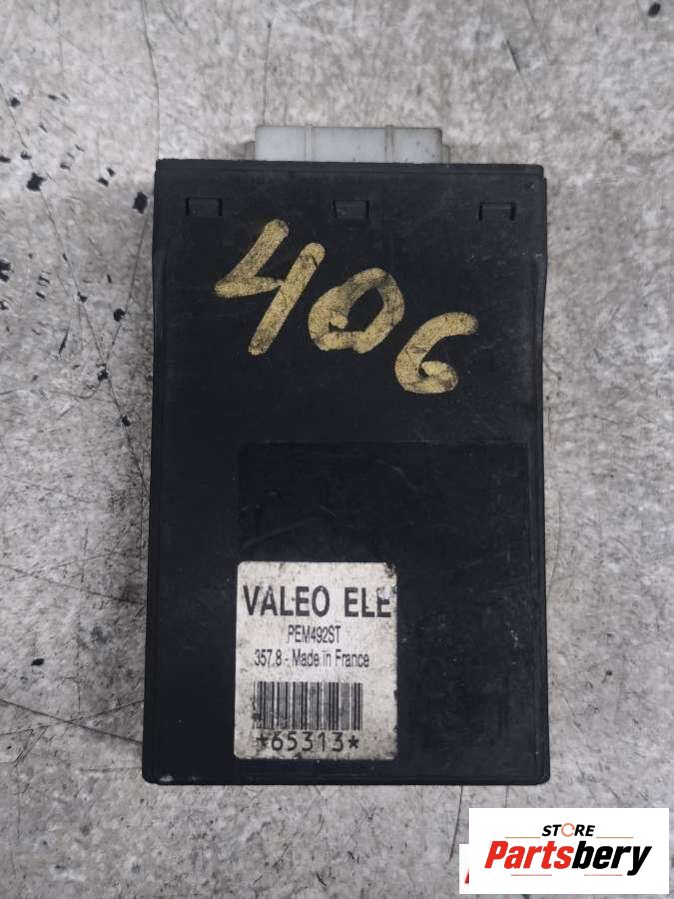 406
VALEO ELE
PEM492ST
357.8 - Made in France
*65313*
STORE
Partsbery